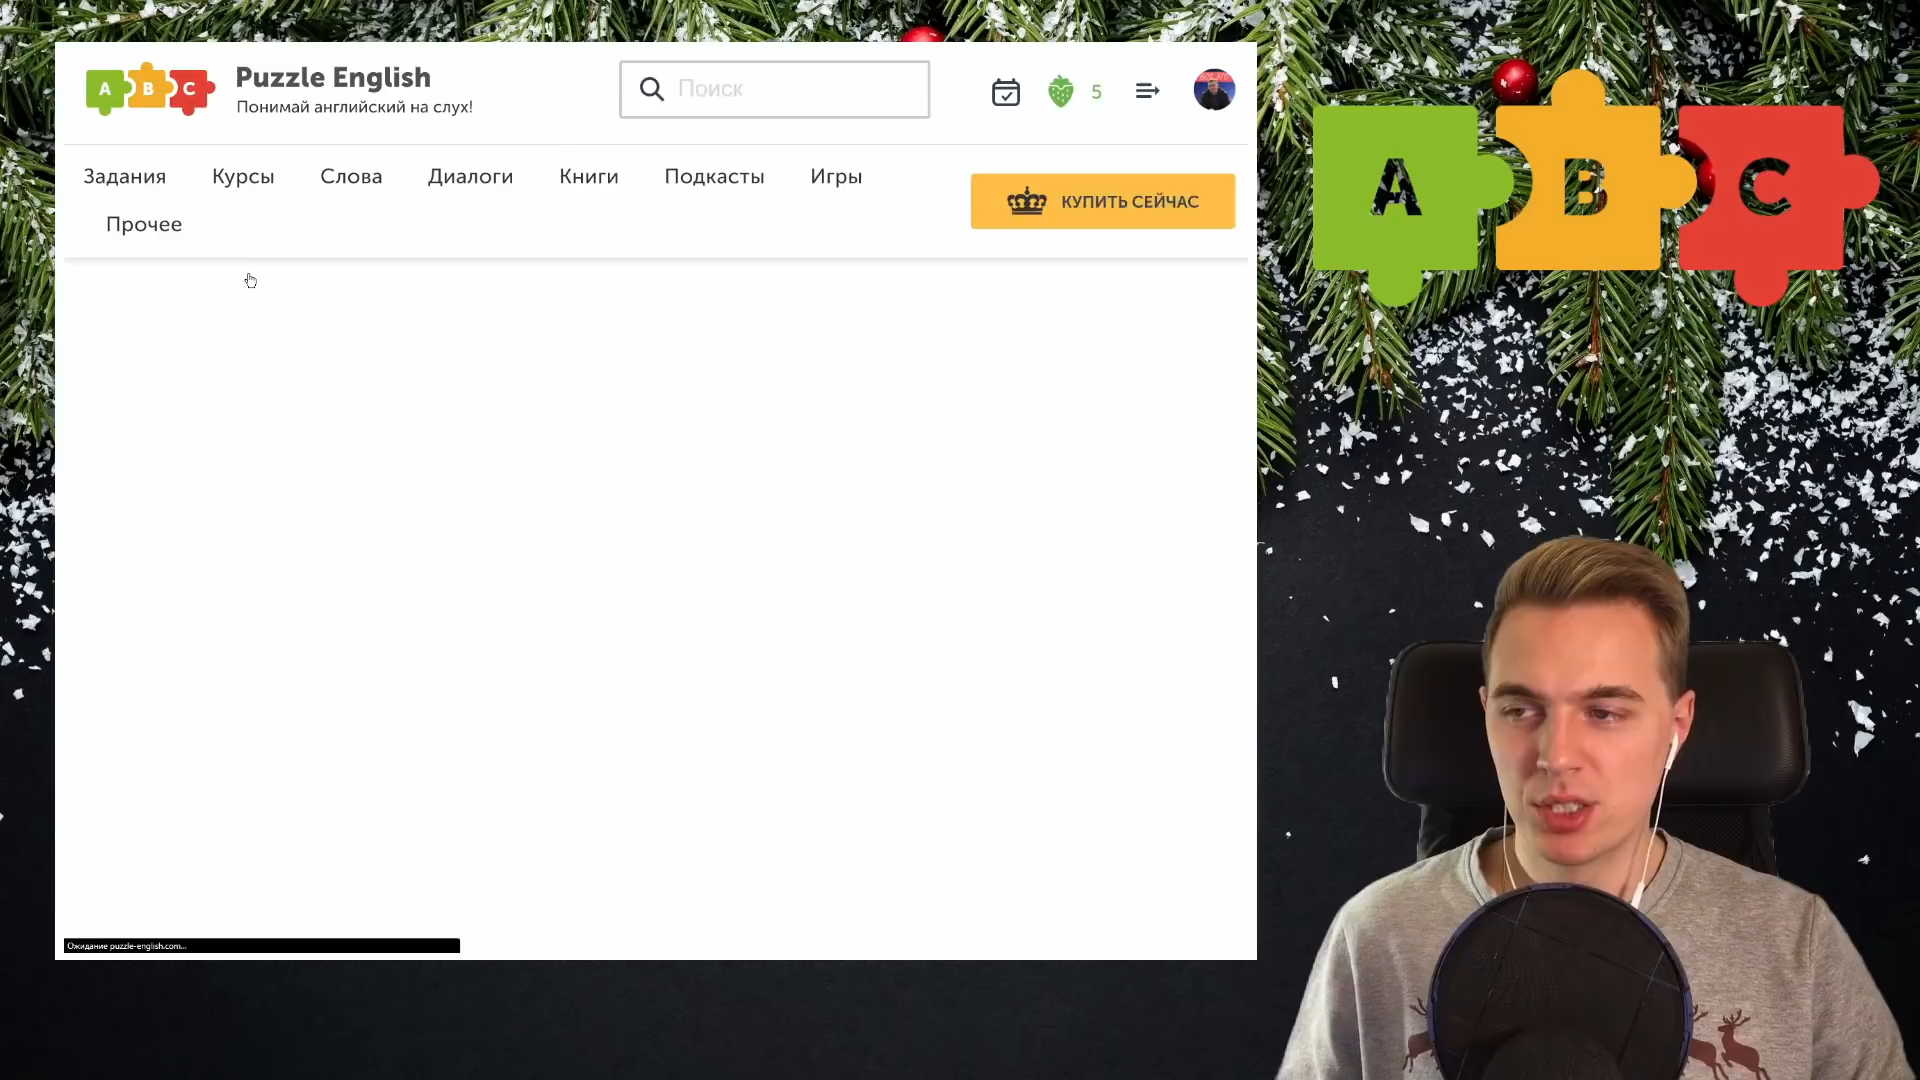 A B C
Puzzle English
Понимай английский на слух!
Поиск
5
Задания Курсы Слова Диалоги Книги Подкасты Игры
Прочее
КУПИТЬ СЕЙЧАС
A B C
Ожидание puzzle-english.com...